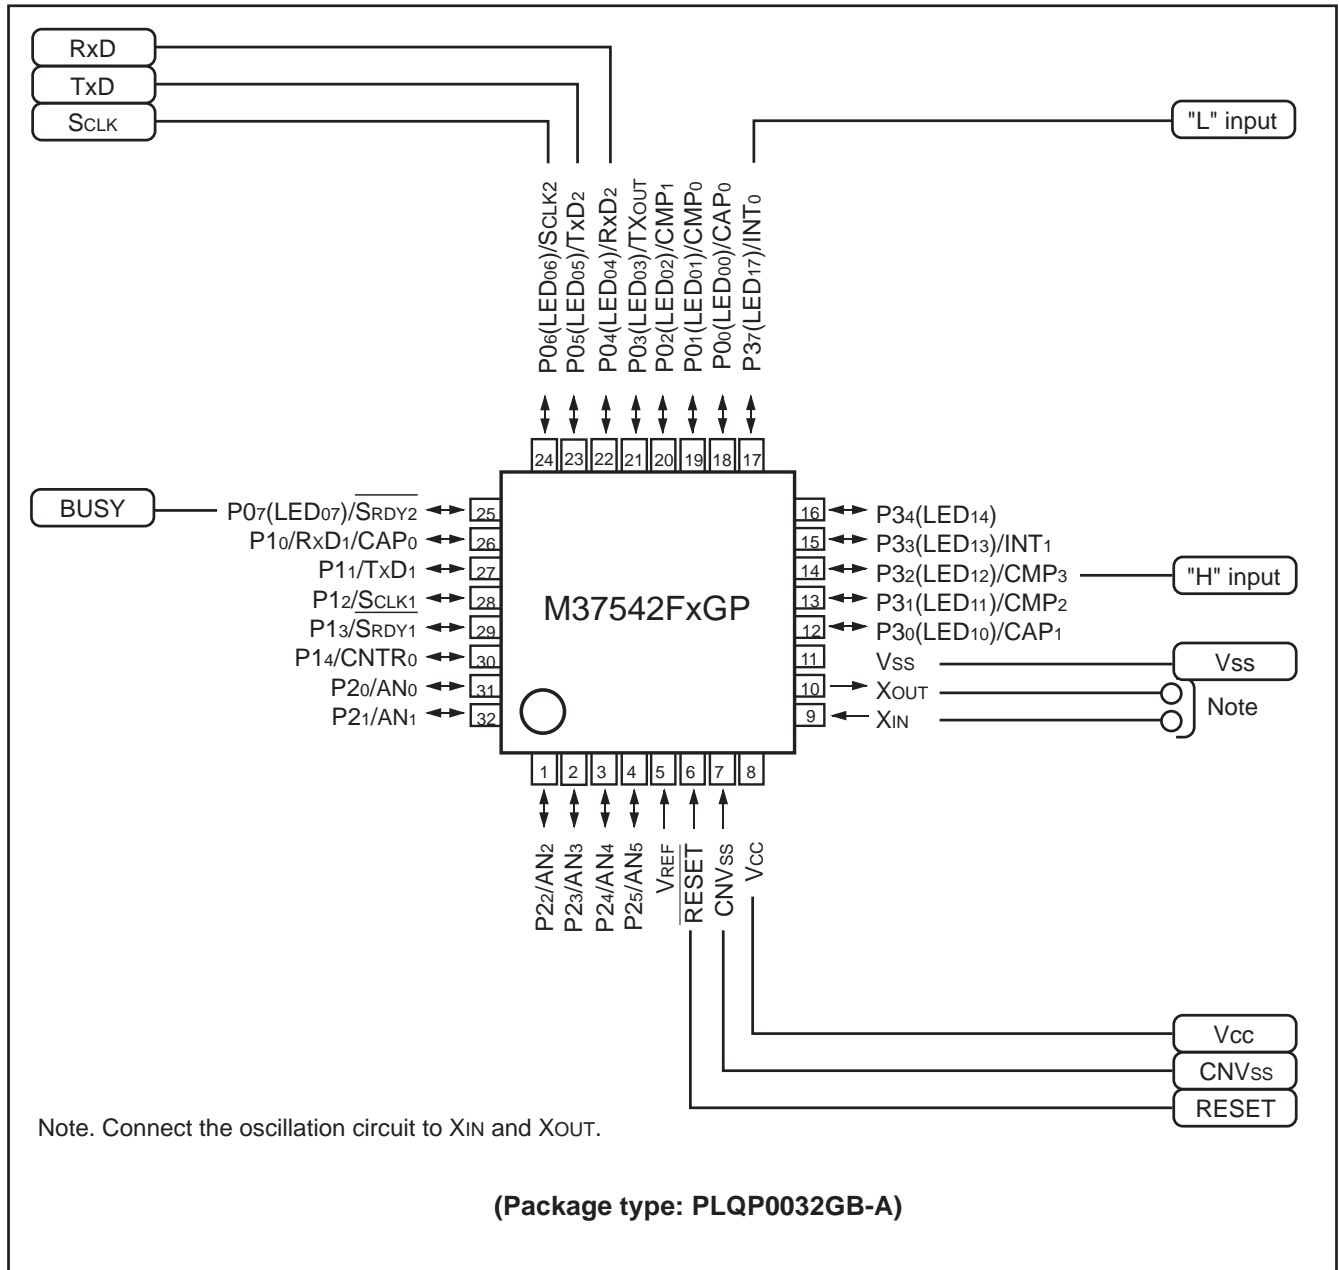 RxD
TxD
SCLK
"L" input
P06(LED06)/SCLK2
P05(LED05)/TxD2
P04(LED04)/RxD2
P03(LED03)/TXOUT
P02(LED02)/CMP1
P01(LED01)/CMP0
P00(LED00)/CAP0
P37(LED17)/INT0
24 23 22 21 20 19 18 17
BUSY
P07(LED07)/SRDY2 25
P10/RxD1/CAP0 26
P11/TxD1 27
P12/SCLK1 28
P13/SRDY1 29
P14/CNTR0 30
P20/AN0 31
P21/AN1 32
M37542FxGP
16 P34(LED14)
15 P33(LED13)/INT1
14 P32(LED12)/CMP3
"H" input
13 P31(LED11)/CMP2
12 P30(LED10)/CAP1
11 VSS
Vss
10 XOUT
9 XIN
Note
1 2 3 4 5 6 7 8
P22/AN2
P23/AN3
P24/AN4
P25/AN5
VREF
RESET
CNVSS
VCC
Vcc
CNVss
RESET
Note. Connect the oscillation circuit to XIN and XOUT.
(Package type: PLQP0032GB-A)